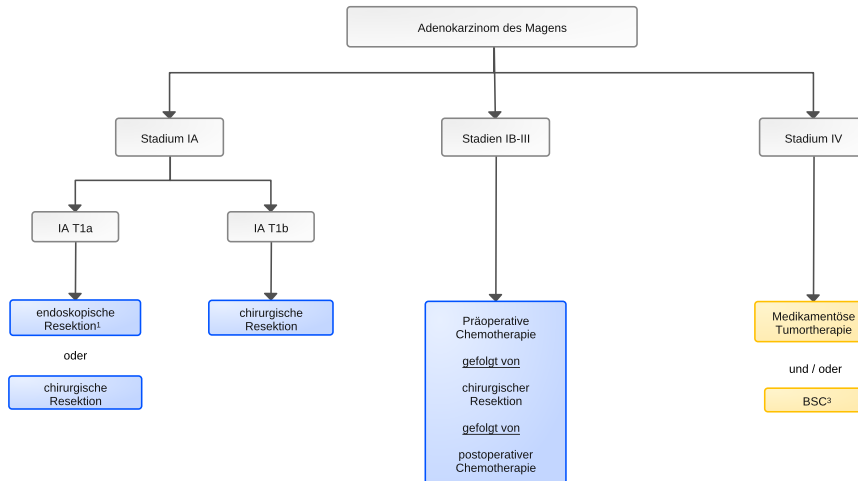 Adenokarzinom des Magens
Stadium IA
Stadien IB-III
Stadium IV
IA T1a
IA T1b
endoskopische
Resektion¹
oder
chirurgische
Resektion
chirurgische
Resektion
Präoperative
Chemotherapie
gefolgt von
chirurgischer
Resektion
gefolgt von
postoperativer
Chemotherapie
Medikamentöse
Tumortherapie
und / oder
BSC³